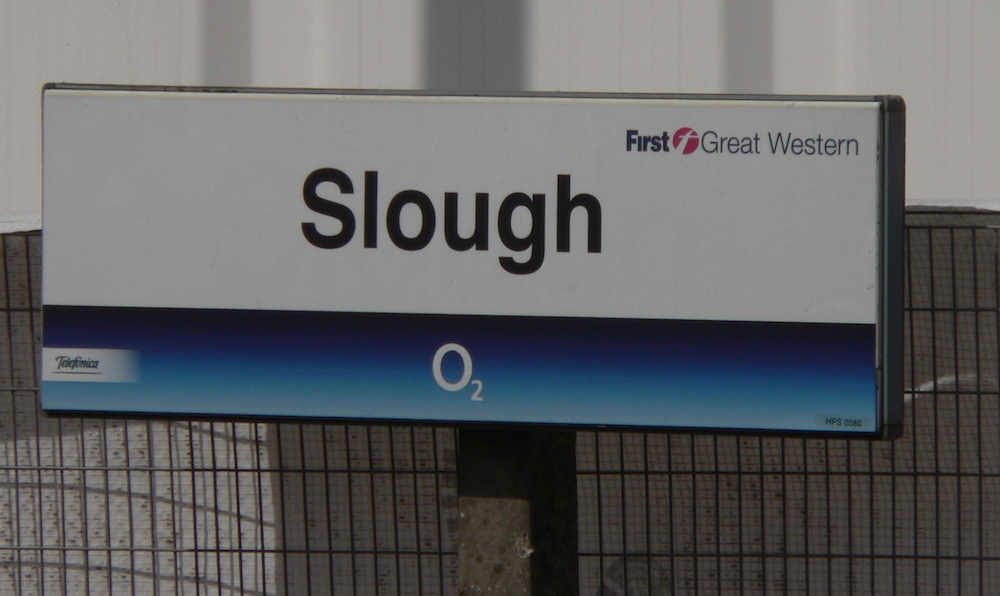 First Great Western
Slough
Telefónica
O2
HPS 0580